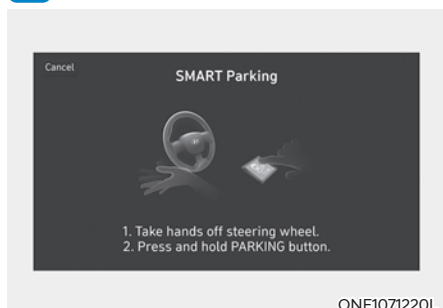 Cancel
SMART Parking
1. Take hands off steering wheel.
2. Press and hold PARKING button.
ONE1071220L